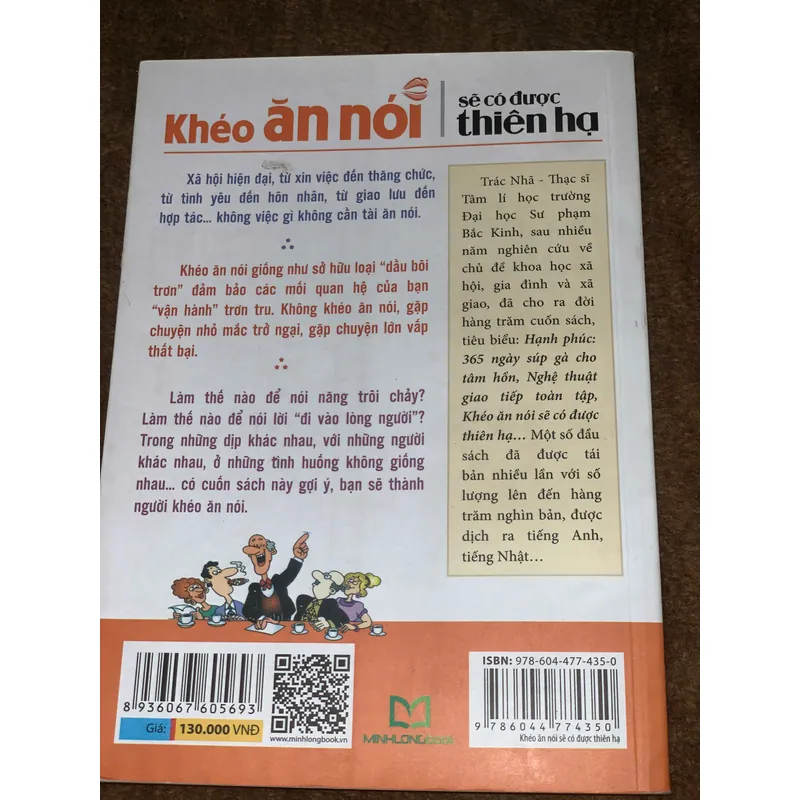 Khéo ăn nói
sẽ có được
thiên hạ
Xã hội hiện đại, từ xin việc đến thăng chức,
từ tình yêu đến hôn nhân, từ giao lưu đến
hợp tác... không việc gì không cần tài ăn nói.
Khéo ăn nói giống như sở hữu loại “dầu bôi
trơn” đảm bảo các mối quan hệ của bạn
“vận hành” trơn tru. Không khéo ăn nói, gặp
chuyện nhỏ mắc trở ngại, gặp chuyện lớn vấp
thất bại.
Làm thế nào để nói năng trôi chảy?
Làm thế nào để nói lời “đi vào lòng người”?
Trong những dịp khác nhau, với những người
khác nhau, ở những tình huống không giống
nhau... có cuốn sách này gợi ý, bạn sẽ thành
người khéo ăn nói.
Trác Nhã - Thạc sĩ
Tâm lí học trường
Đại học Sư phạm
Bắc Kinh, sau nhiều
năm nghiên cứu về
chủ đề khoa học xã
hội, gia đình và xã
giao, đã cho ra đời
hàng trăm cuốn sách,
tiêu biểu: Hạnh phúc:
365 ngày súp gà cho
tâm hồn, Nghệ thuật
giao tiếp toàn tập,
Khéo ăn nói sẽ có được
thiên hạ… Một số đầu
sách đã được tái
bản nhiều lần với số
lượng lên đến hàng
trăm nghìn bản, được
dịch ra tiếng Anh,
tiếng Nhật…
8 936067 605693
Giá: 130.000 VNĐ
www.minhlongbook.vn
MINHLONGbook
ISBN: 978-604-477-435-0
9 786044 774350
Khéo ăn nói sẽ có được thiên hạ